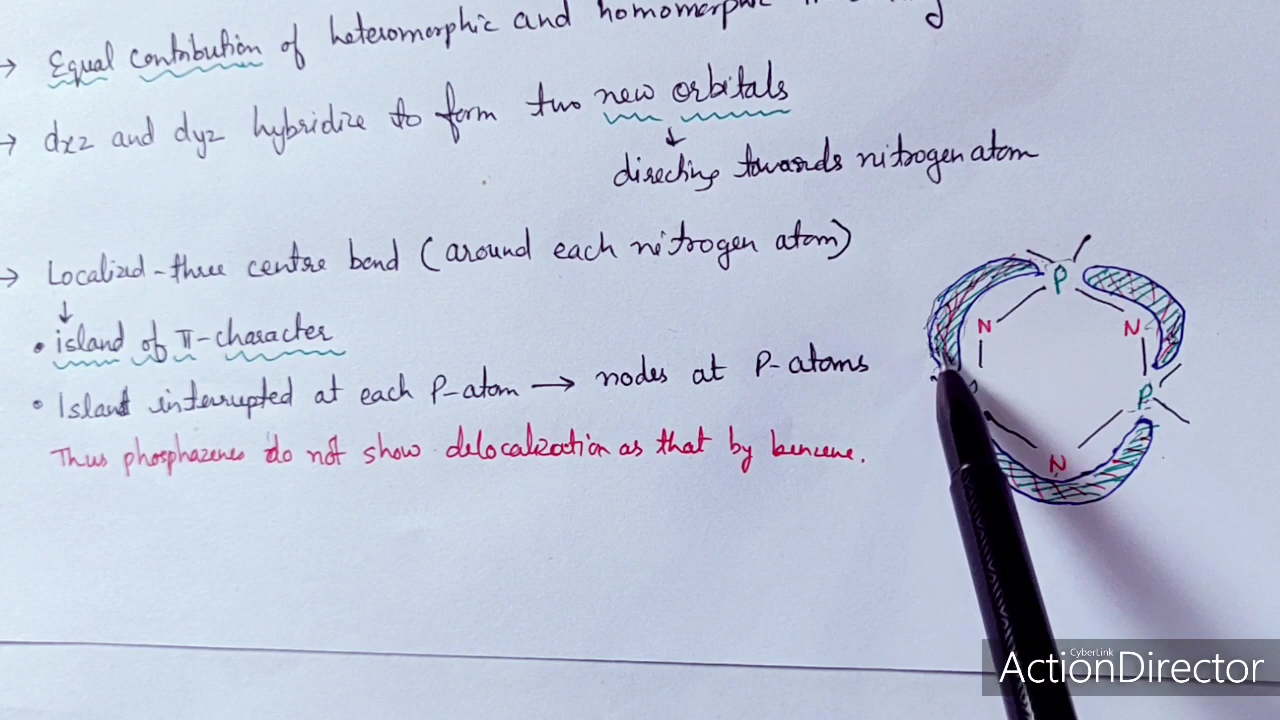 → Equal contribution of heteromorphic and homomorphic
→ dxz and dyz hybridize to form two new orbitals
↓
directing towards nitrogen atom
→ Localized-three centre bond (around each nitrogen atom)
↓
• island of π-character
• Island interrupted at each P-atom → nodes at P-atoms
Thus phosphazenes do not show delocalization as that by benzene.
P
N N
P
N
CyberLink
ActionDirector